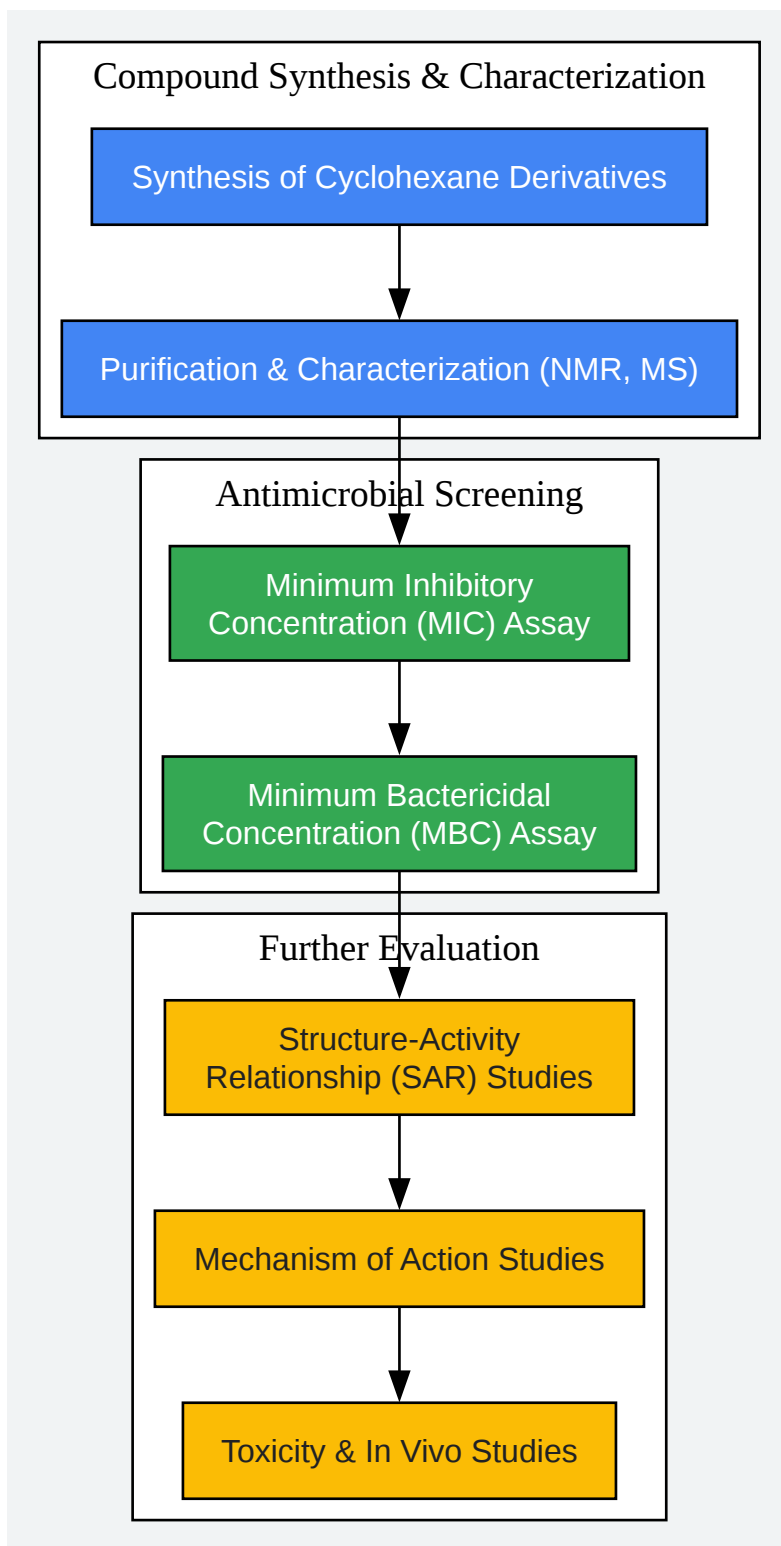 Compound Synthesis & Characterization
Synthesis of Cyclohexane Derivatives
Purification & Characterization (NMR, MS)
Antimicrobial Screening
Minimum Inhibitory
Concentration (MIC) Assay
Minimum Bactericidal
Concentration (MBC) Assay
Further Evaluation
Structure-Activity
Relationship (SAR) Studies
Mechanism of Action Studies
Toxicity & In Vivo Studies